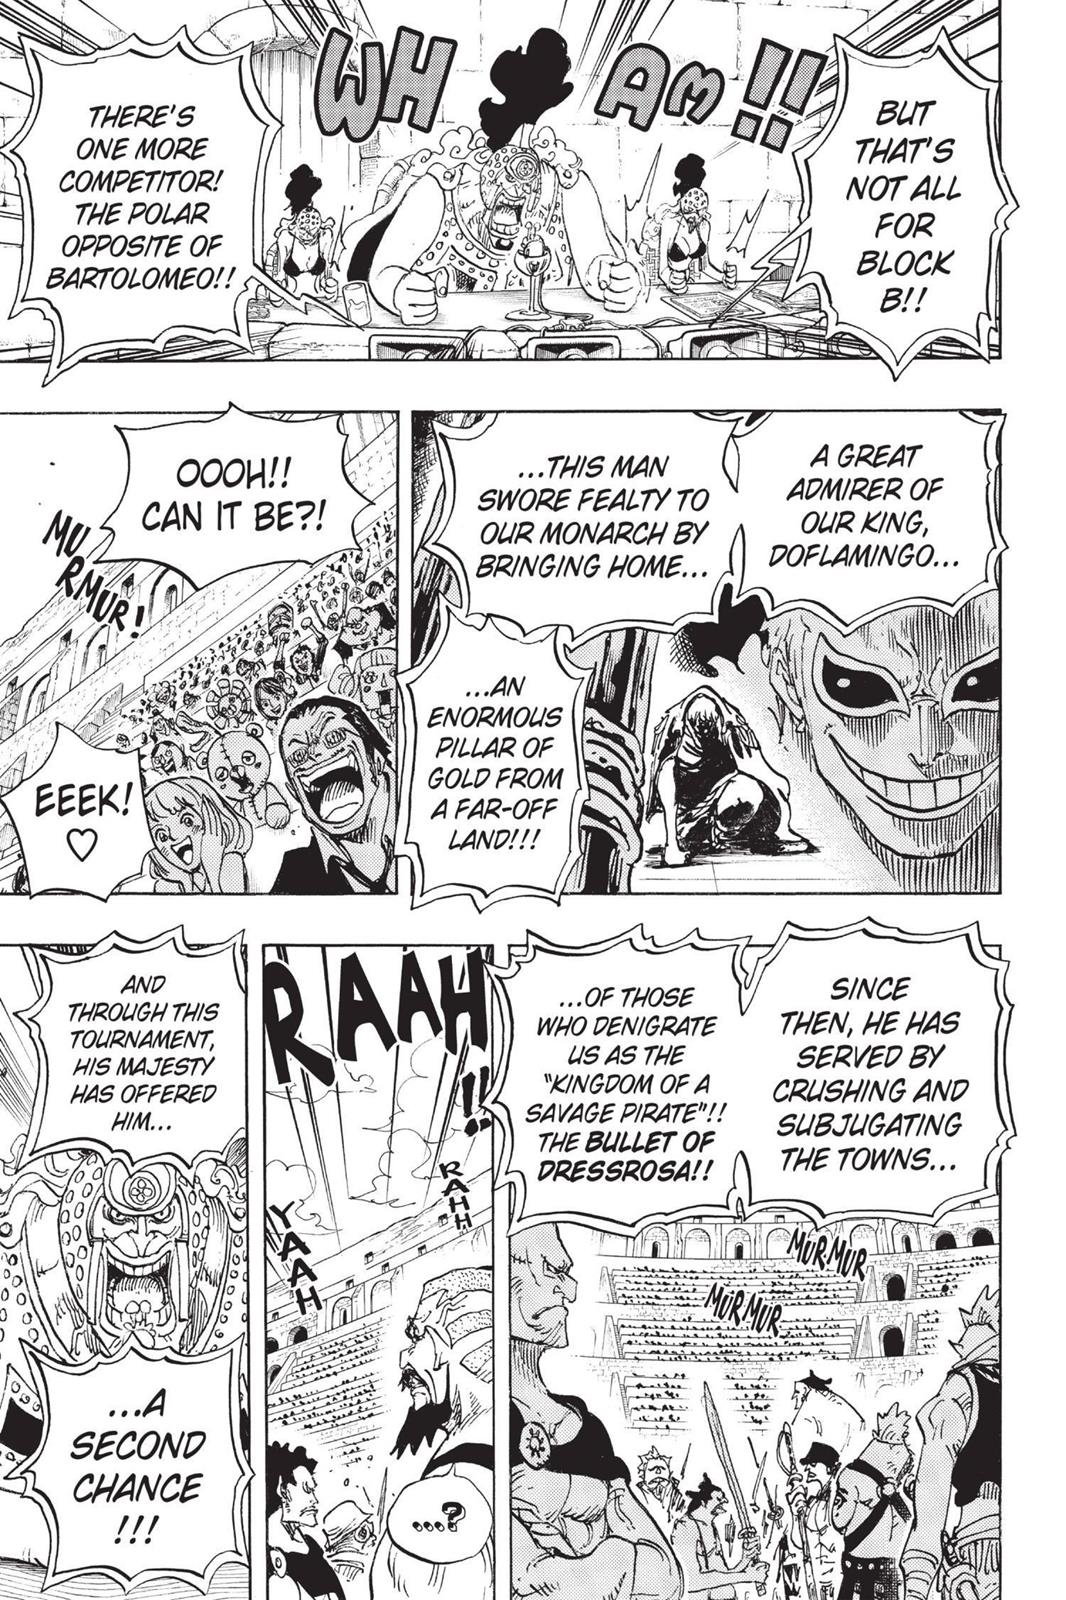 BUT
THAT'S
NOT ALL
FOR
BLOCK
B!!
WHAM!!
THERE'S
ONE MORE
COMPETITOR!
THE POLAR
OPPOSITE OF
BARTOLOMEO!!
A GREAT
ADMIRER OF
OUR KING,
DOFLAMINGO...
...THIS MAN
SWORE FEALTY TO
OUR MONARCH BY
BRINGING HOME...
...AN
ENORMOUS
PILLAR OF
GOLD FROM
A FAR-OFF
LAND!!!
OOOH!!
CAN IT BE?!
MURMUR!
EEEK!
♡
SINCE
THEN, HE HAS
SERVED BY
CRUSHING AND
SUBJUGATING
THE TOWNS...
...OF THOSE
WHO DENIGRATE
US AS THE
"KINGDOM OF A
SAVAGE PIRATE"!!
THE BULLET OF
DRESSROSA!!
MURMUR
MURMUR
RAAH!!
RAHH
YAAH
...?
AND
THROUGH THIS
TOURNAMENT,
HIS MAJESTY
HAS OFFERED
HIM...
...A
SECOND
CHANCE
!!!